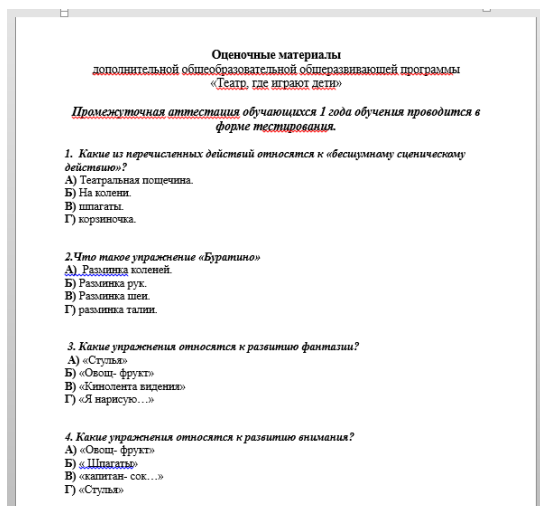 Оценочные материалы
дополнительной общеобразовательной общеразвивающей программы
«Театр, где играют дети»
Промежуточная аттестация обучающихся 1 года обучения проводится в
форме тестирования.
1. Какие из перечисленных действий относятся к «бесшумному сценическому
действию»?
А) Театральная пощечина.
Б) На колени.
В) шпагаты.
Г) корзиночка.
2.Что такое упражнение «Буратино»
А) Разминка коленей.
Б) Разминка рук.
В) Разминка шеи.
Г) разминка талии.
3. Какие упражнения относятся к развитию фантазии?
А) «Стулья»
Б) «Овощ- фрукт»
В) «Кинолента видения»
Г) «Я нарисую…»
4. Какие упражнения относятся к развитию внимания?
А) «Овощ- фрукт»
Б) « Шпагаты»
В) «капитан- сок…»
Г) «Стулья»